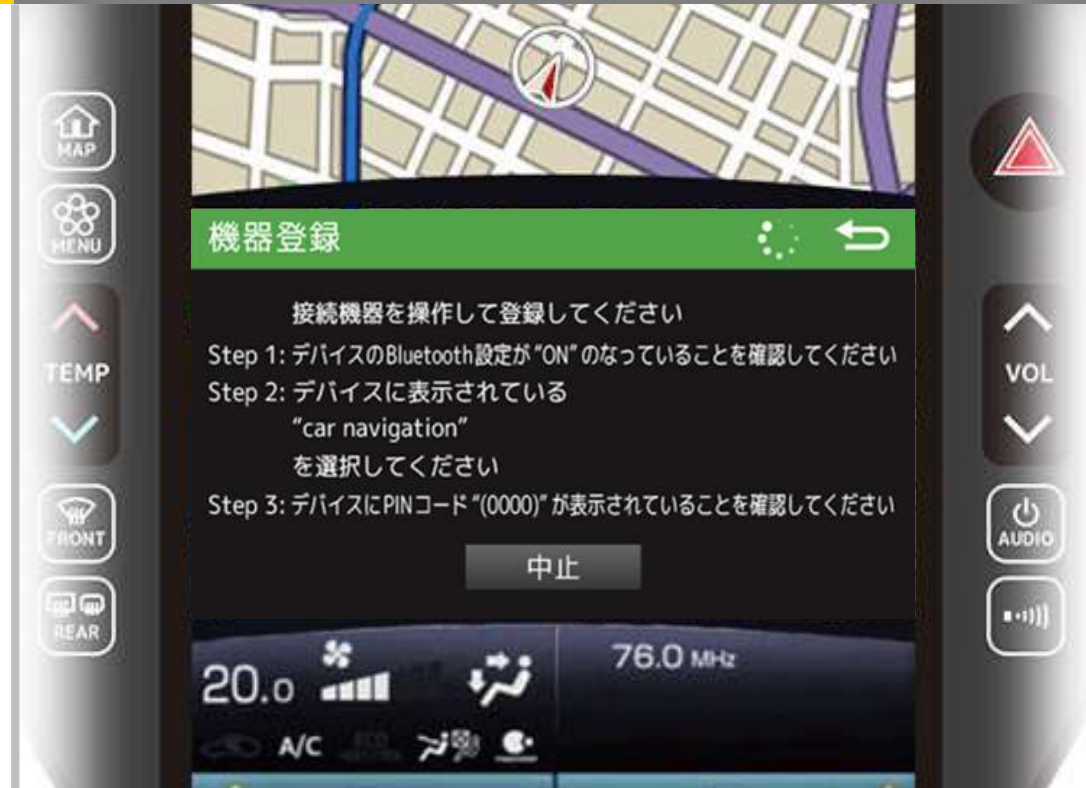 MAP
MENU
TEMP
FRONT
REAR
機器登録
接続機器を操作して登録してください
Step 1: デバイスのBluetooth設定が“ON”のなっていることを確認してください
Step 2: デバイスに表示されている
“car navigation”
を選択してください
Step 3: デバイスにPINコード“(0000)”が表示されていることを確認してください
中止
20.0
A/C
76.0 MHz
VOL
AUDIO